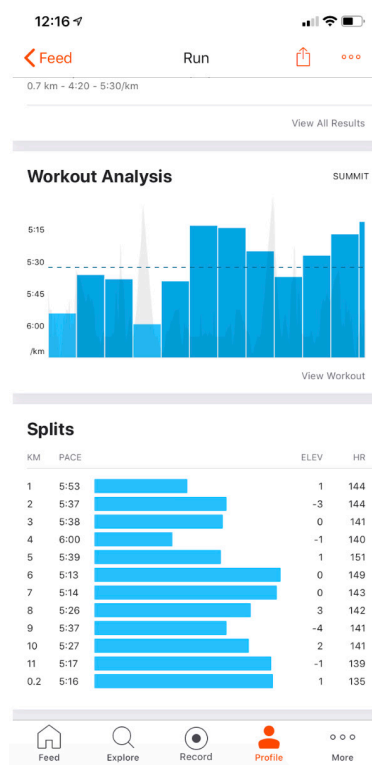 12:16
Feed
Run
0.7 km - 4:20 - 5:30/km
View All Results
Workout Analysis
SUMMIT
5:15
5:30
5:45
6:00
/km
View Workout
Splits
KM PACE ELEV HR
1 5:53 1 144
2 5:37 -3 144
3 5:38 0 141
4 6:00 -1 140
5 5:39 1 151
6 5:13 0 149
7 5:14 0 143
8 5:26 3 142
9 5:37 -4 141
10 5:27 2 141
11 5:17 -1 139
0.2 5:16 1 135
Feed Explore Record Profile More